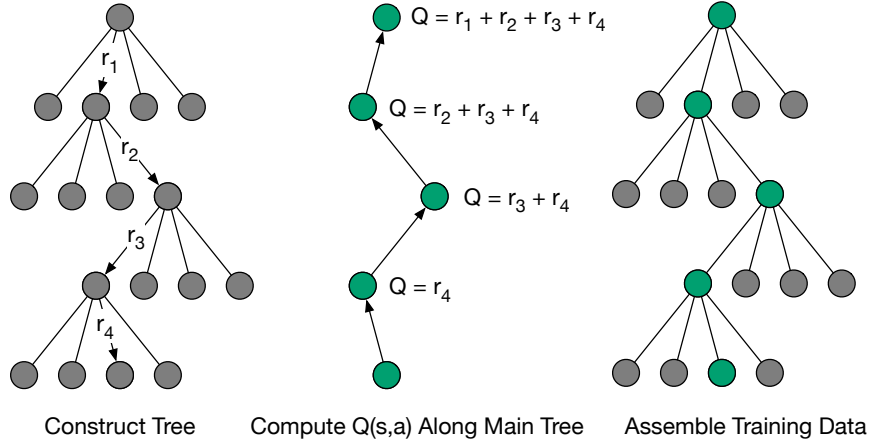 r₁
r₂
r₃
r₄
Construct Tree
Q = r₁ + r₂ + r₃ + r₄
Q = r₂ + r₃ + r₄
Q = r₃ + r₄
Q = r₄
Compute Q(s,a) Along Main Tree
Assemble Training Data